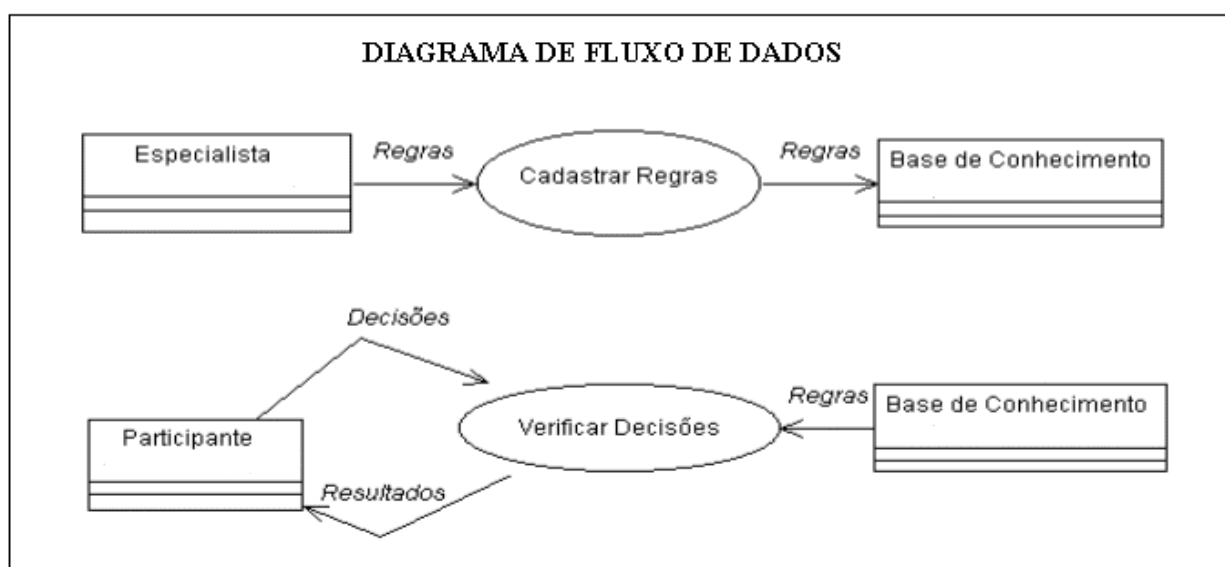 DIAGRAMA DE FLUXO DE DADOS
Especialista
Regras
Cadastrar Regras
Regras
Base de Conhecimento
Decisões
Participante
Verificar Decisões
Regras
Base de Conhecimento
Resultados